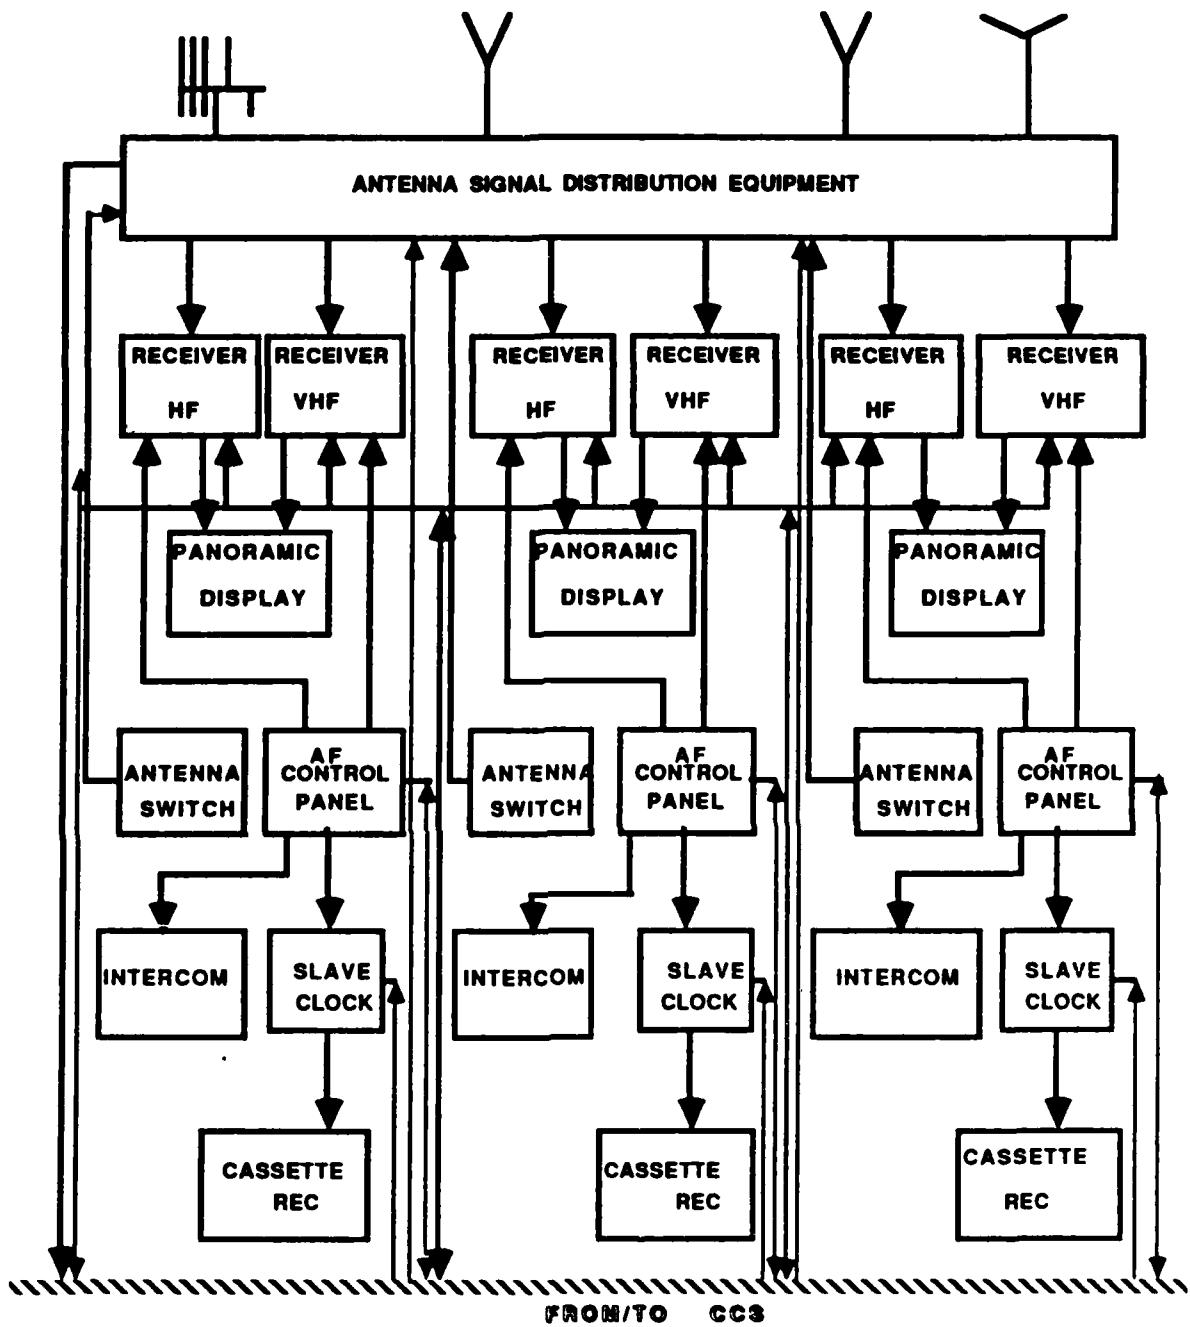 ANTENNA SIGNAL DISTRIBUTION EQUIPMENT
RECEIVER
HF
RECEIVER
VHF
RECEIVER
HF
RECEIVER
VHF
RECEIVER
HF
RECEIVER
VHF
PANORAMIC
DISPLAY
PANORAMIC
DISPLAY
PANORAMIC
DISPLAY
ANTENNA
SWITCH
AF
CONTROL
PANEL
ANTENNA
SWITCH
AF
CONTROL
PANEL
ANTENNA
SWITCH
AF
CONTROL
PANEL
INTERCOM
SLAVE
CLOCK
INTERCOM
SLAVE
CLOCK
INTERCOM
SLAVE
CLOCK
CASSETTE
REC
CASSETTE
REC
CASSETTE
REC
FROM/TO CCS